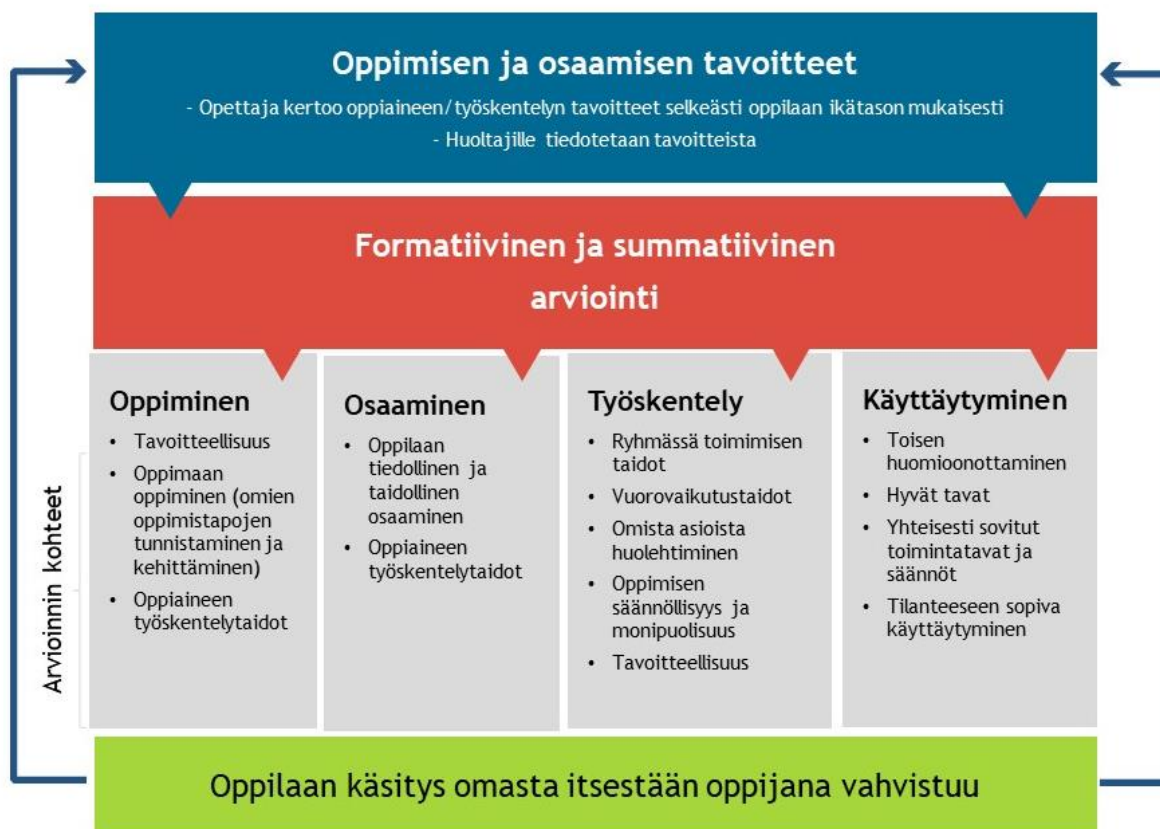 Oppimisen ja osaamisen tavoitteet
- Opettaja kertoo oppiaineen/työskentelyn tavoitteet selkeästi oppilaan ikätason mukaisesti
- Huoltajille tiedotetaan tavoitteista
Formatiivinen ja summatiivinen
arviointi
Arvioinnin kohteet
Oppiminen
• Tavoitteellisuus
• Oppimaan
oppiminen (omien
oppimistapojen
tunnistaminen ja
kehittäminen)
• Oppiaineen
työskentelytaidot
Osaaminen
• Oppilaan
tiedollinen ja
taidollinen
osaaminen
• Oppiaineen
työskentelytaidot
Työskentely
• Ryhmässä toimimisen
taidot
• Vuorovaikutustaidot
• Omista asioista
huolehtiminen
• Oppimisen
säännöllisyys ja
monipuolisuus
• Tavoitteellisuus
Käyttäytyminen
• Toisen
huomioonottaminen
• Hyvät tavat
• Yhteisesti sovitut
toimintatavat ja
säännöt
• Tilanteeseen sopiva
käyttäytyminen
Oppilaan käsitys omasta itsestään oppijana vahvistuu